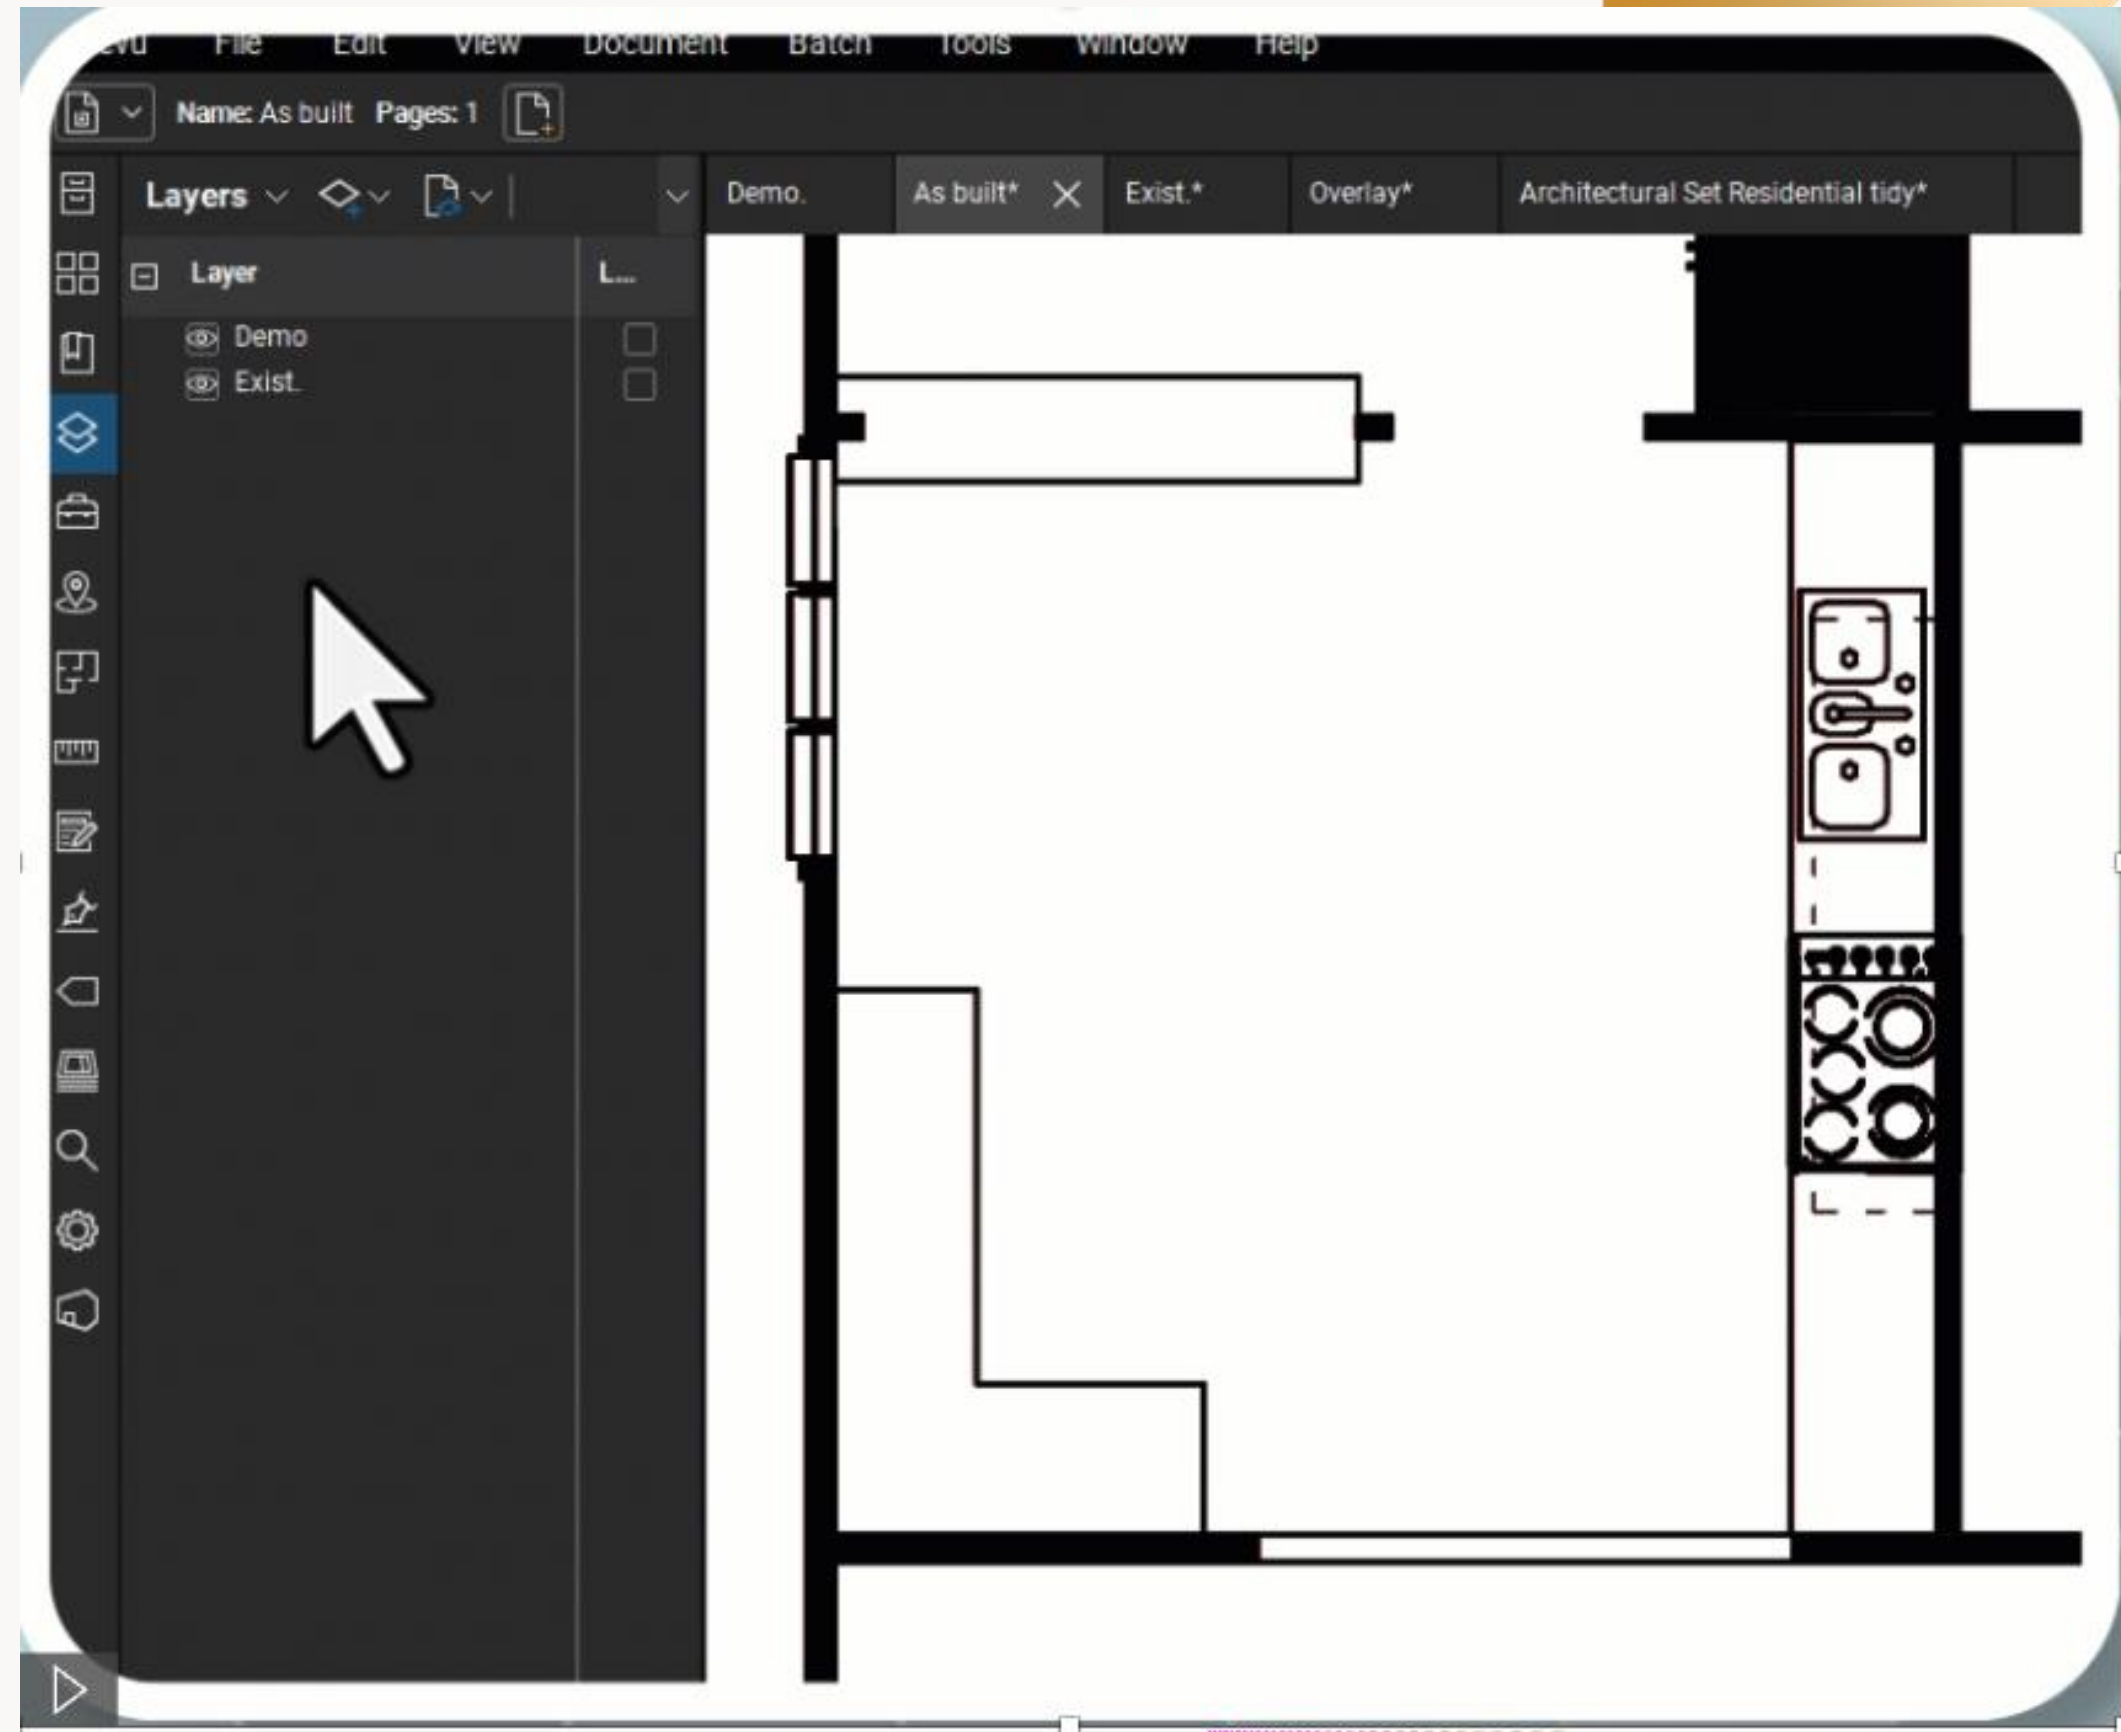 File Edit View Document Batch Tools Window Help
Name: As built Pages: 1
Layers
Demo. As built* Exist.* Overlay* Architectural Set Residential tidy*
Layer L...
Demo
Exist.